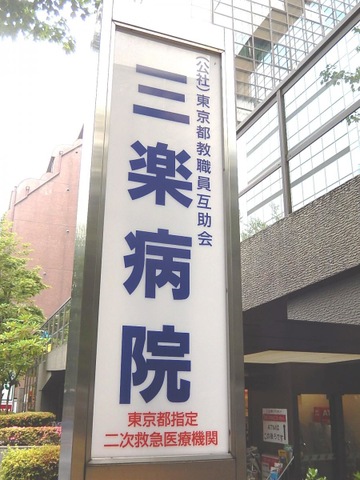 (公社)東京都教職員互助会
三楽病院
東京都指定
二次救急医療機関